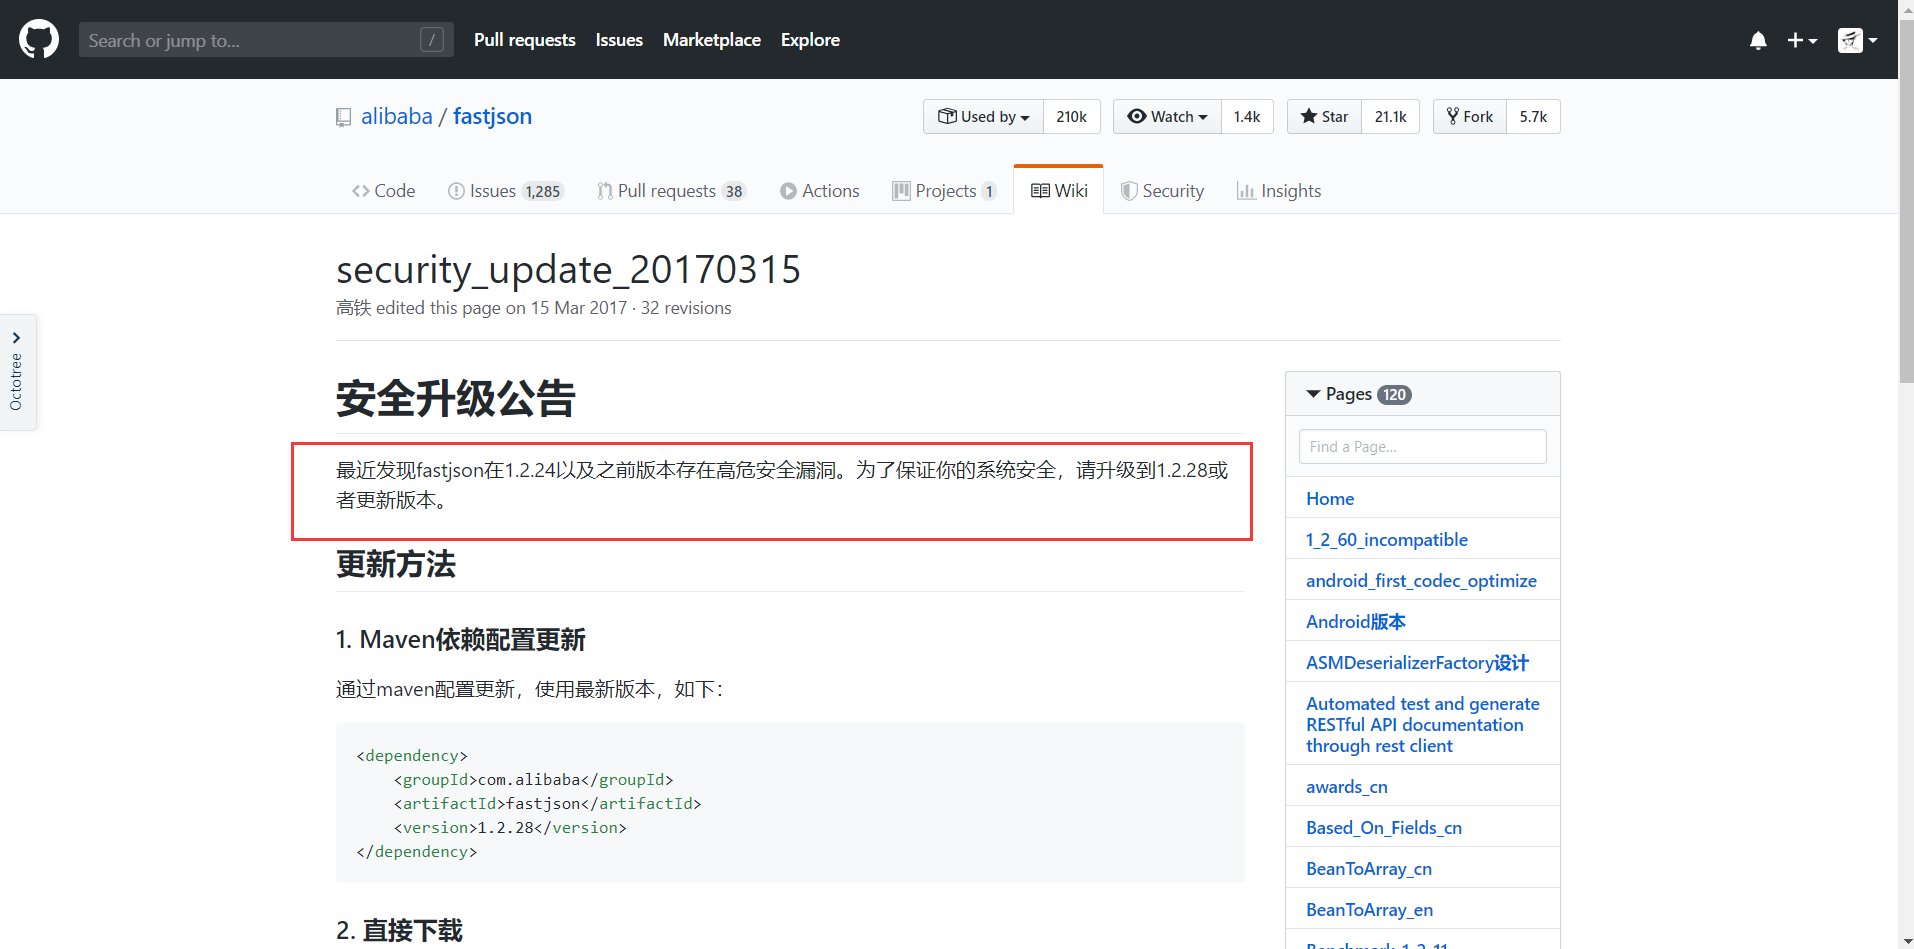 Search or jump to...
/
Pull requests
Issues
Marketplace
Explore
alibaba / fastjson
Used by
210k
Watch
1.4k
Star
21.1k
Fork
5.7k
Code
Issues 1,285
Pull requests 38
Actions
Projects 1
Wiki
Security
Insights
security_update_20170315
高铁 edited this page on 15 Mar 2017 · 32 revisions
Octotree
安全升级公告
最近发现fastjson在1.2.24以及之前版本存在高危安全漏洞。为了保证你的系统安全，请升级到1.2.28或
者更新版本。
更新方法
1. Maven依赖配置更新
通过maven配置更新，使用最新版本，如下：
<dependency>
    <groupId>com.alibaba</groupId>
    <artifactId>fastjson</artifactId>
    <version>1.2.28</version>
</dependency>
2. 直接下载
Pages 120
Find a Page...
Home
1_2_60_incompatible
android_first_codec_optimize
Android版本
ASMDeserializerFactory设计
Automated test and generate
RESTful API documentation
through rest client
awards_cn
Based_On_Fields_cn
BeanToArray_cn
BeanToArray_en
Benchmark_1_2_11